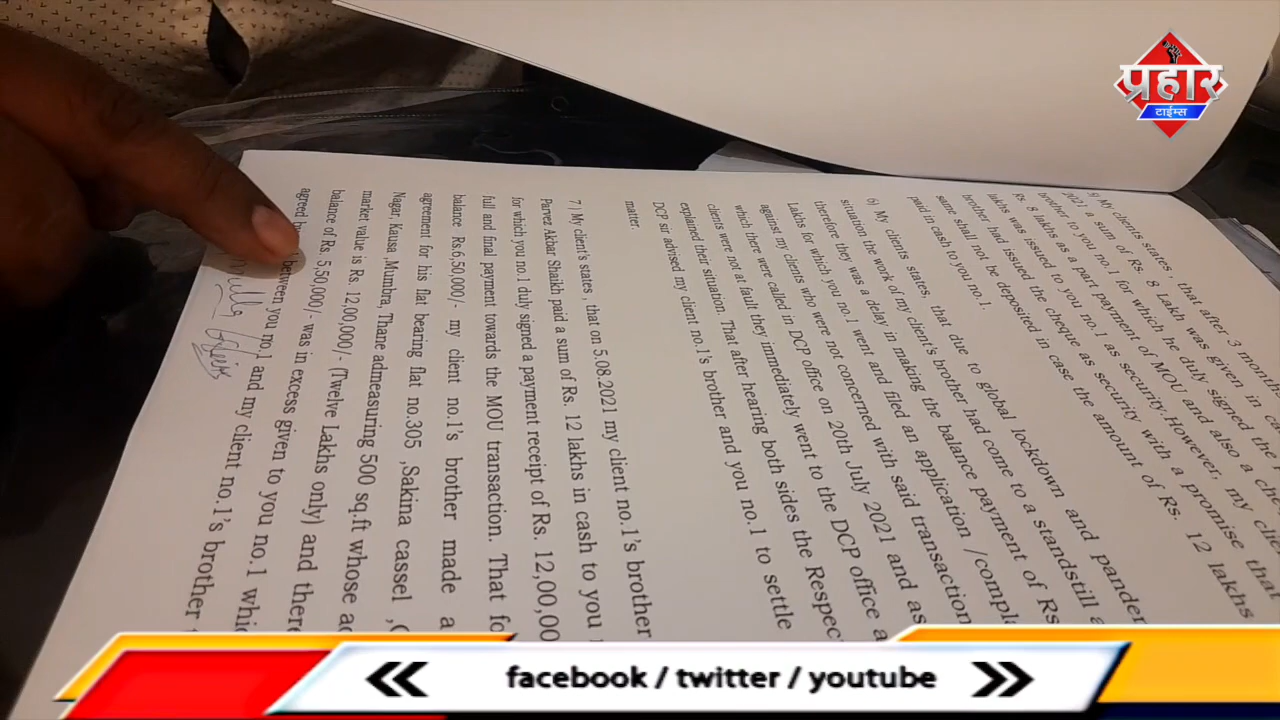 प्रहार
टाईम्स
5) My clients states , that after 3 month
2021 a sum of Rs. 8 Lakh was given in
brother to you no.1 for which he duly signed the
Rs. 8 lakhs as a part payment of MOU and also a
lakhs was issued to you no.1 as security.However, my
brother had issued the cheque as security with a promise that
same shall not be deposited in case the amount of Rs. 12 lakhs
paid in cash to you no.1.
6) My clients states, that due to global lockdown and
situation the work of my client's brother had come to a standstill
therefore they was a delay in making the balance payment of Rs
Lakhs for which you no.1 went and filed an application /compl
against my clients who were not concerned with said transaction
which there were called in DCP office on 20th July 2021 and as
clients were not at fault they immediately went to the DCP office a
explained their situation. That after hearing both sides the Respec
DCP sir advised my client no.1's brother and you no.1 to settle
matter.
7) My client's states , that on 5.08.2021 my client no.1's brother
Parvez Akbar Shaikh paid a sum of Rs. 12 lakhs in cash to you
for which you no.1 duly signed a payment receipt of Rs. 12,00,00
full and final payment towards the MOU transaction. That fo
balance Rs.6,50,000/- my client no.1's brother made a
agreement for his flat bearing flat no.305 ,Sakina cassel ,
Nagar, Kausa ,Mumbra, Thane admeasuring 500 sq.ft whose
market value is Rs. 12,00,000/- (Twelve Lakhs only) and ther
balance of Rs 5,50,000/- was in excess given to you no.1 whi
agreed between you no.1 and my client no.1's brother
facebook / twitter / youtube